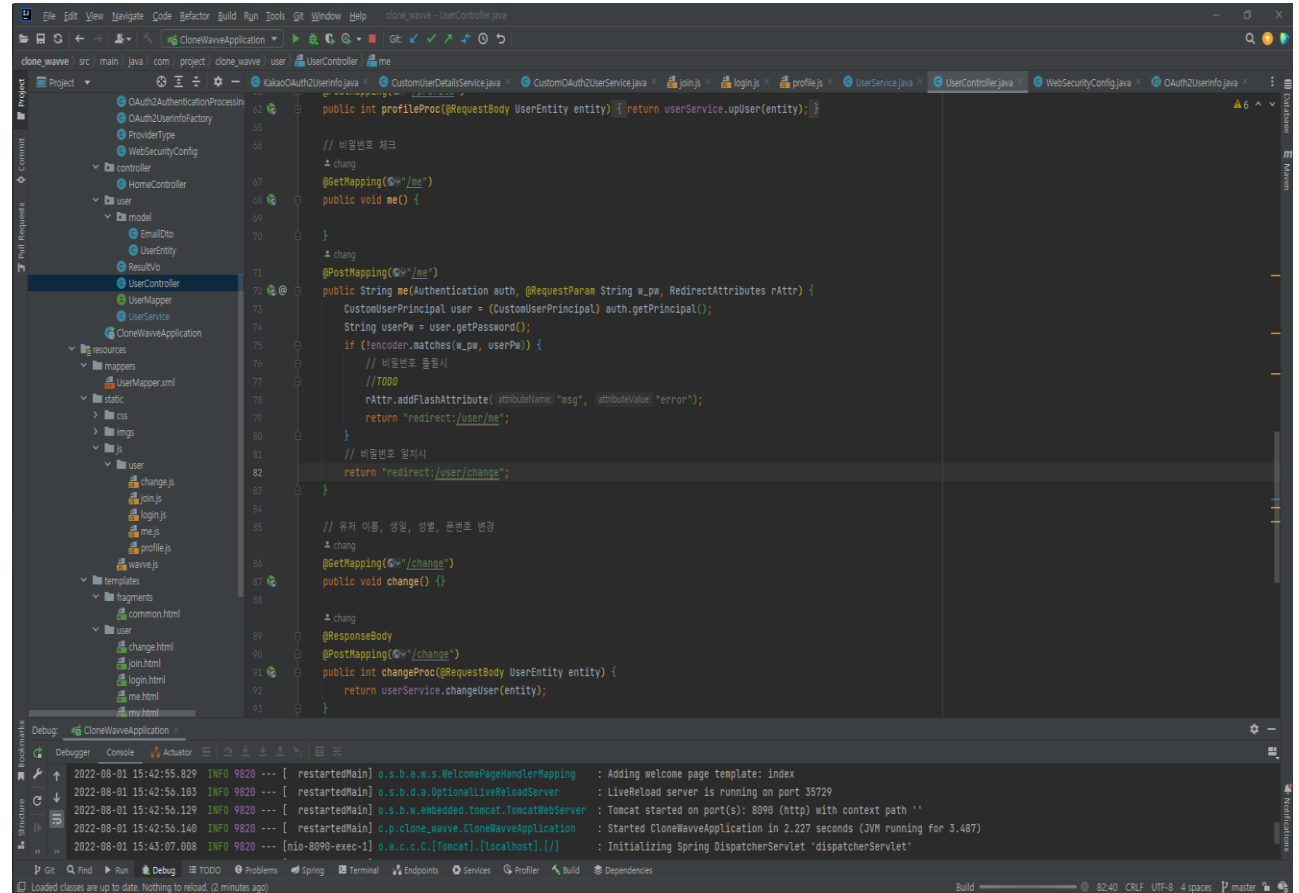 File Edit View Navigate Code Refactor Build Run Tools Git Window Help clone_wavve - UserController.java
CloneWavveApplication Git:
clone_wavve src main java com project clone_wavve user UserController me
Project
KakaoOAuth2UserInfo.java CustomUserDetailsService.java CustomOAuth2UserService.java join.js login.js profile.js UserService.java UserController.java WebSecurityConfig.java OAuth2UserInfo.java
Project
Commit
Pull Requests
Bookmarks
Structure
Database
Maven
Notifications
OAuth2AuthenticationProcessin
OAuth2UserInfoFactory
ProviderType
WebSecurityConfig
controller
HomeController
user
model
EmailDto
UserEntity
ResultVo
UserController
UserMapper
UserService
CloneWavveApplication
resources
mappers
UserMapper.xml
static
css
imgs
js
user
change.js
join.js
login.js
me.js
profile.js
wavve.js
templates
fragments
common.html
user
change.html
join.html
login.html
me.html
my.html
6
62 public int profileProc(@RequestBody UserEntity entity) { return userService.upUser(entity); }
65
66 // 비밀번호 체크
chang
67 @GetMapping("/me")
68 public void me() {
69
70 }
chang
71 @PostMapping("/me")
72 @ public String me(Authentication auth, @RequestParam String w_pw, RedirectAttributes rAttr) {
73 CustomUserPrincipal user = (CustomUserPrincipal) auth.getPrincipal();
74 String userPw = user.getPassword();
75 if (!encoder.matches(w_pw, userPw)) {
76 // 비밀번호 틀릴시
77 //TODO
78 rAttr.addFlashAttribute( attributeName: "msg", attributeValue: "error");
79 return "redirect:/user/me";
80 }
81 // 비밀번호 일치시
82 return "redirect:/user/change";
83 }
84
85 // 유저 이름, 생일, 성별, 폰번호 변경
chang
86 @GetMapping("/change")
87 public void change() {}
88
chang
89 @ResponseBody
90 @PostMapping("/change")
91 public int changeProc(@RequestBody UserEntity entity) {
92 return userService.changeUser(entity);
93 }
Debug: CloneWavveApplication
Debugger Console Actuator
2022-08-01 15:42:55.829 INFO 9820 --- [ restartedMain] o.s.b.a.w.s.WelcomePageHandlerMapping : Adding welcome page template: index
2022-08-01 15:42:56.103 INFO 9820 --- [ restartedMain] o.s.b.d.a.OptionalLiveReloadServer : LiveReload server is running on port 35729
2022-08-01 15:42:56.129 INFO 9820 --- [ restartedMain] o.s.b.w.embedded.tomcat.TomcatWebServer : Tomcat started on port(s): 8090 (http) with context path ''
2022-08-01 15:42:56.140 INFO 9820 --- [ restartedMain] c.p.clone_wavve.CloneWavveApplication : Started CloneWavveApplication in 2.227 seconds (JVM running for 3.487)
2022-08-01 15:43:07.008 INFO 9820 --- [nio-8090-exec-1] o.a.c.c.C.[Tomcat].[localhost].[/] : Initializing Spring DispatcherServlet 'dispatcherServlet'
Git Find Run Debug TODO Problems Spring Terminal Endpoints Services Profiler Build Dependencies
Loaded classes are up to date. Nothing to reload. (2 minutes ago) Build 82:40 CRLF UTF-8 4 spaces master